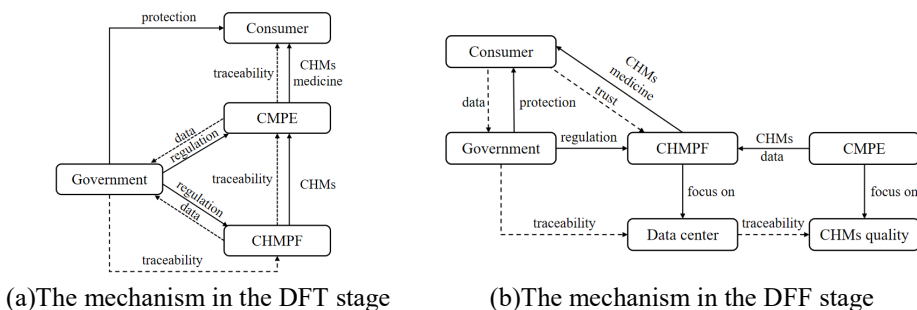 protection
Consumer
traceability
CHMs
medicine
CMPE
data
regulation
Government
traceability
CHMs
regulation
data
CHMPF
traceability
(a)The mechanism in the DFT stage
Consumer
CHMs
medicine
data
protection
trust
Government
regulation
CHMPF
CHMs
data
CMPE
focus on
focus on
traceability
Data center
traceability
CHMs quality
(b)The mechanism in the DFF stage